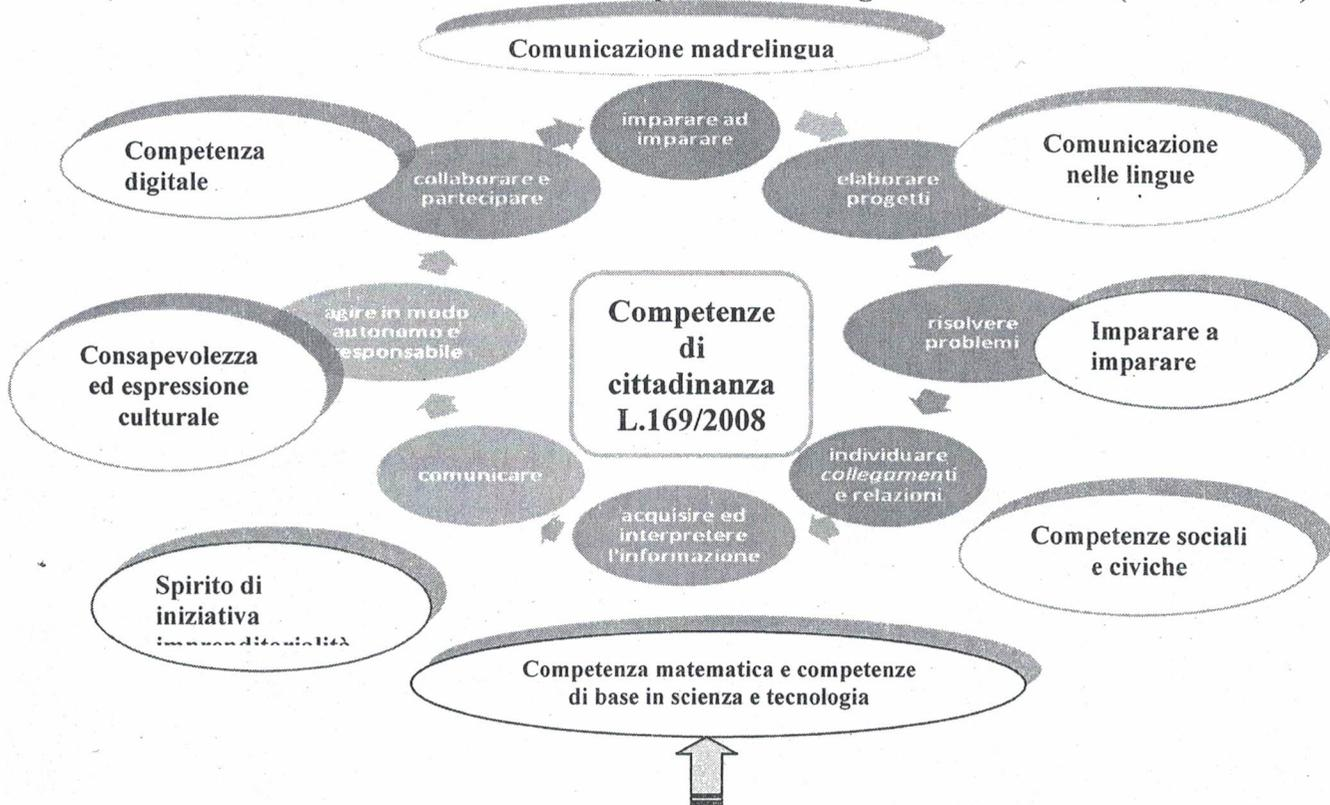 Comunicazione madrelingua
imparare ad
imparare
Competenza
digitale
collaborare e
partecipare
elaborare
progetti
Comunicazione
nelle lingue
agire in modo
autonomo e
responsabile
Consapevolezza
ed espressione
culturale
Competenze
di
cittadinanza
L.169/2008
risolvere
problemi
Imparare a
imparare
comunicare
individuare
collegamenti
e relazioni
acquisire ed
interpretere
l'informazione
Competenze sociali
e civiche
Spirito di
iniziativa
imprenditorialità
Competenza matematica e competenze
di base in scienza e tecnologia